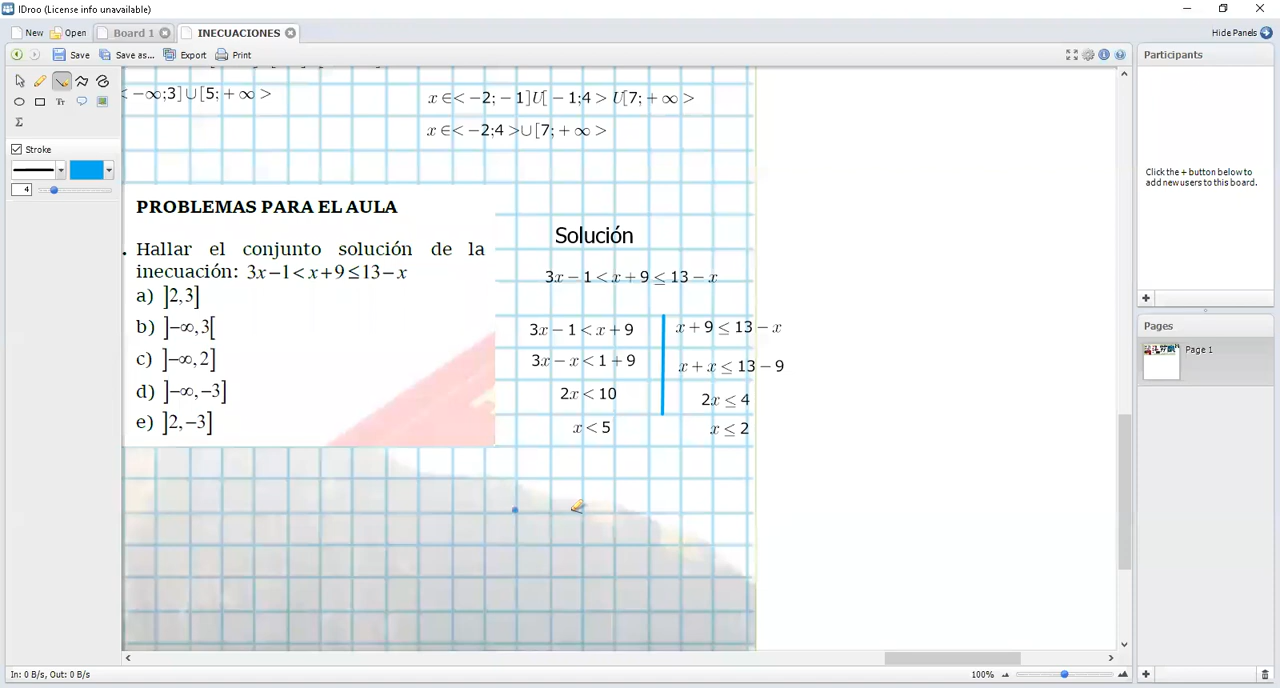 IDroo (License info unavailable)
New Open Board 1 INECUACIONES Hide Panels
Save Save as... Export Print
Participants
Click the + button below to
add new users to this board.
Pages
Page 1
Tr
Σ
Stroke
4
< −∞;3]∪[5;+∞>
x∈<−2;−1]U[−1;4> U[7;+∞>
x∈<−2;4>∪[7;+∞>
PROBLEMAS PARA EL AULA
. Hallar el conjunto solución de la
inecuación: 3x−1<x+9≤13−x
a) ]2,3]
b) ]−∞,3[
c) ]−∞,2]
d) ]−∞,−3]
e) ]2,−3]
Solución
3x−1<x+9≤13−x
3x−1<x+9
3x−x<1+9
2x<10
x<5
x+9≤13−x
x+x≤13−9
2x≤4
x≤2
In: 0 B/s, Out: 0 B/s
100%